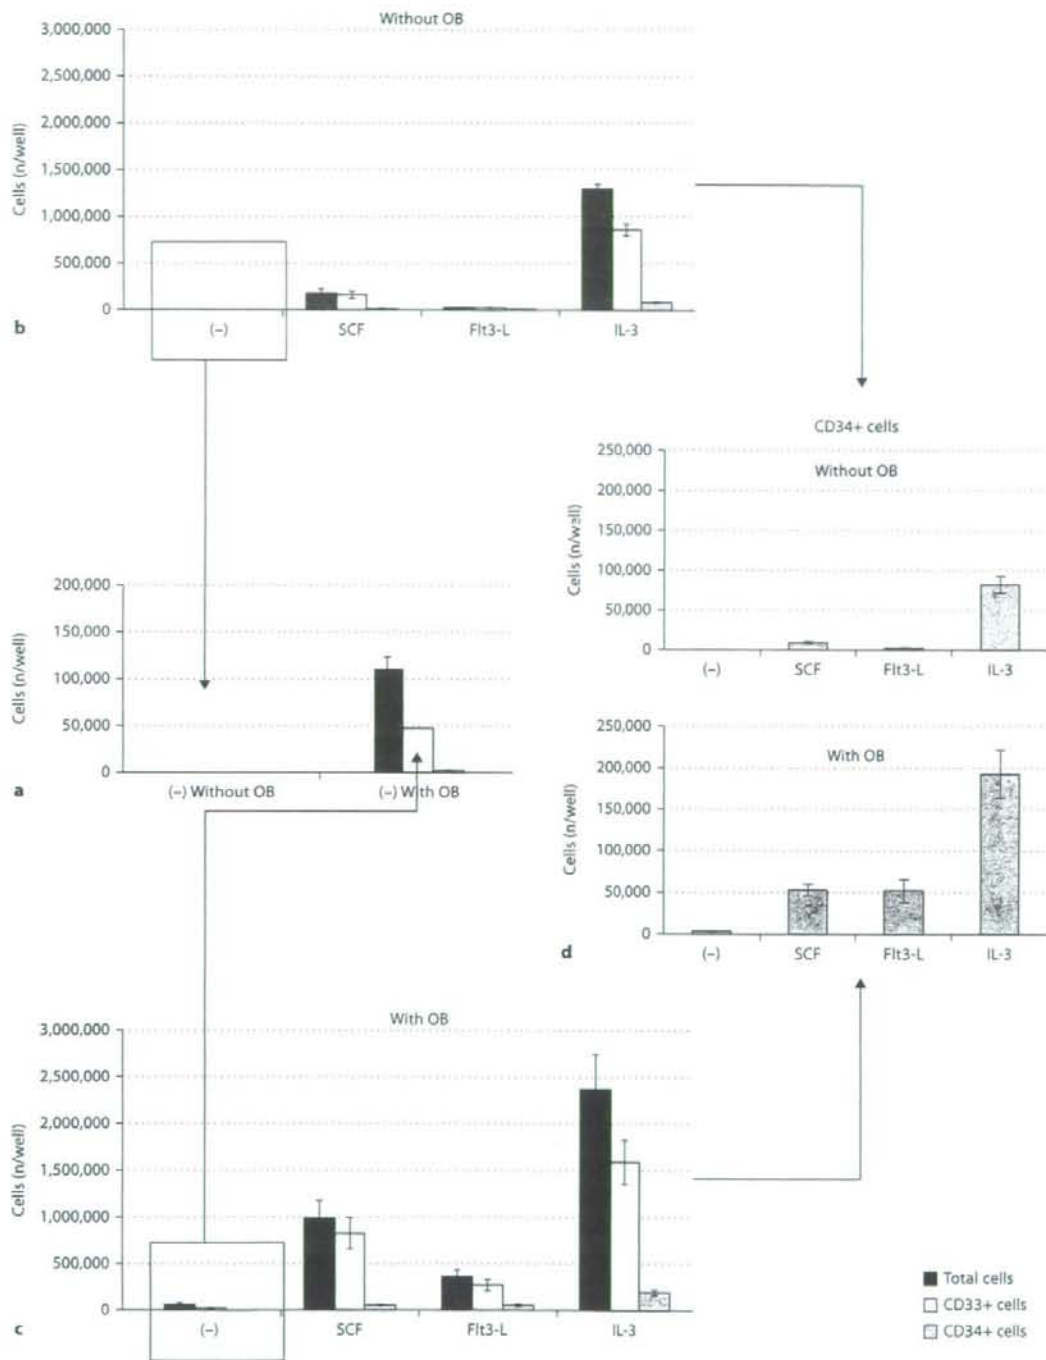 Without OB
3,000,000
2,500,000
2,000,000
1,500,000
1,000,000
500,000
0
Cells (n/well)
b
(–) SCF Flt3-L IL-3
CD34+ cells
Without OB
250,000
200,000
150,000
100,000
50,000
0
Cells (n/well)
(–) SCF Flt3-L IL-3
200,000
150,000
100,000
50,000
0
Cells (n/well)
a
(–) Without OB (–) With OB
With OB
250,000
200,000
150,000
100,000
50,000
0
Cells (n/well)
d
(–) SCF Flt3-L IL-3
With OB
3,000,000
2,500,000
2,000,000
1,500,000
1,000,000
500,000
0
Cells (n/well)
c
(–) SCF Flt3-L IL-3
Total cells
CD33+ cells
CD34+ cells